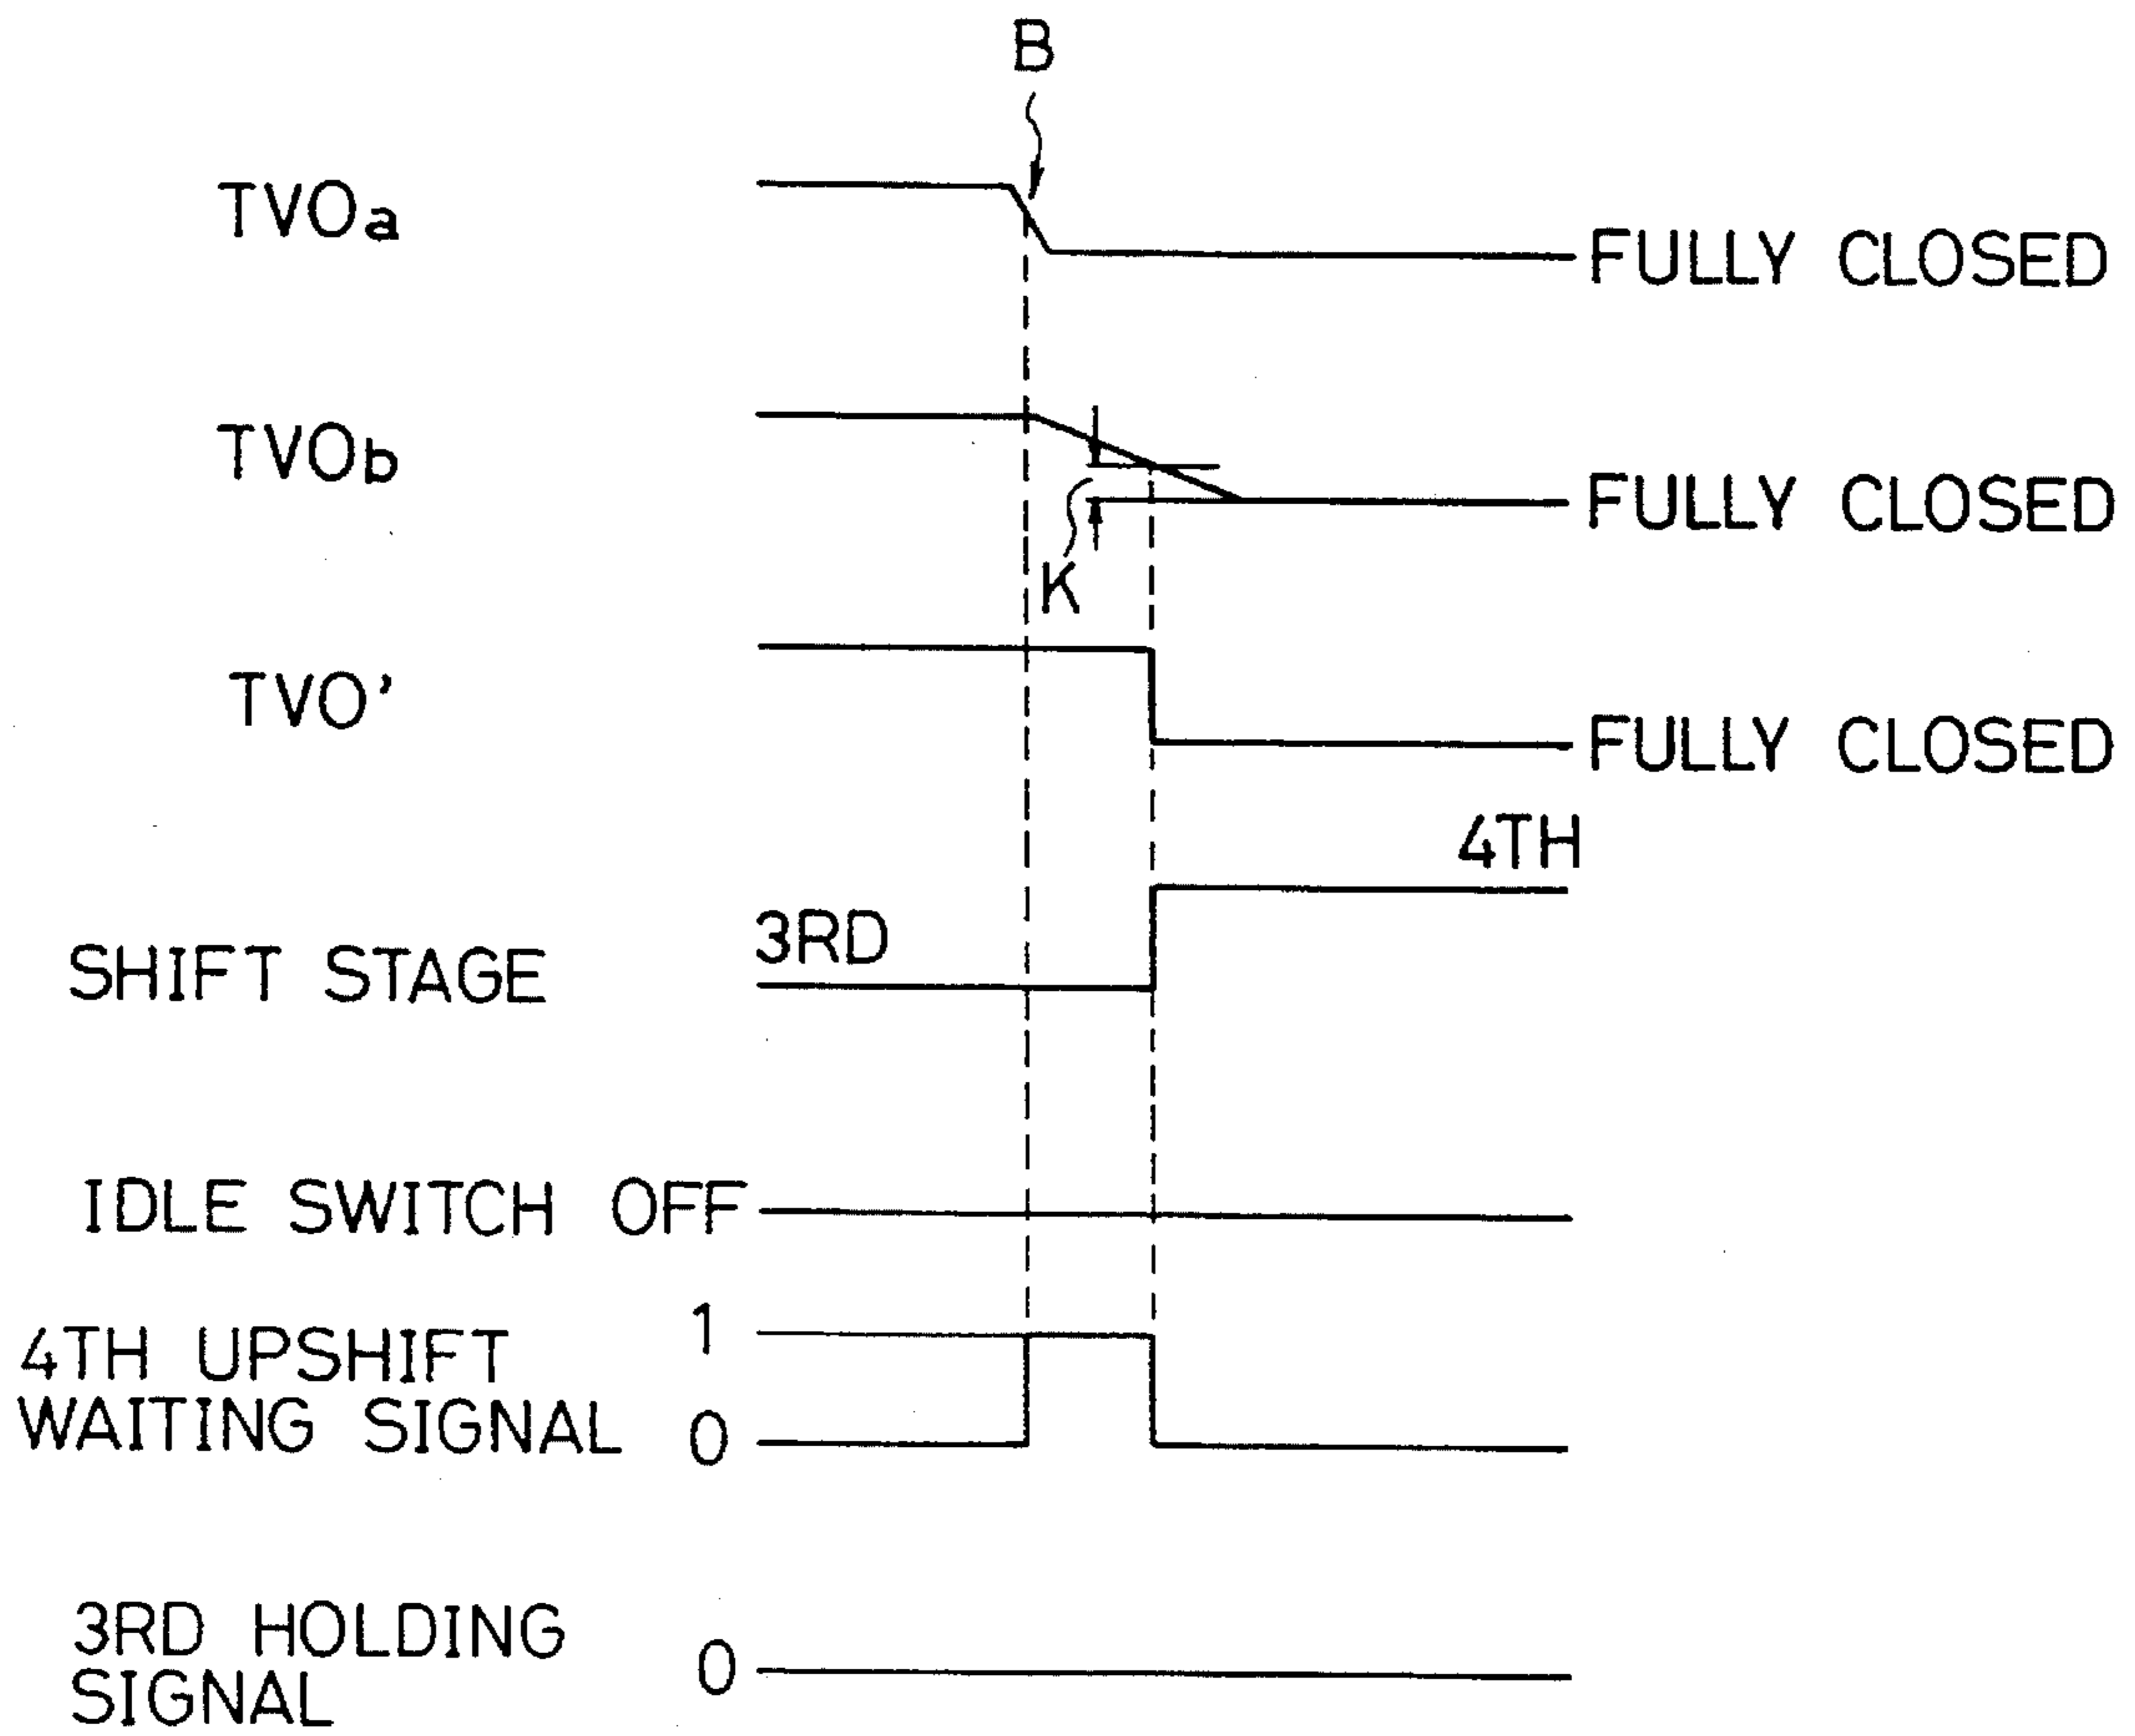 B
TVOa
FULLY CLOSED
TVOb
FULLY CLOSED
K
TVO'
FULLY CLOSED
4TH
3RD
SHIFT STAGE
IDLE SWITCH OFF
1
4TH UPSHIFT
WAITING SIGNAL 0
3RD HOLDING
SIGNAL
0